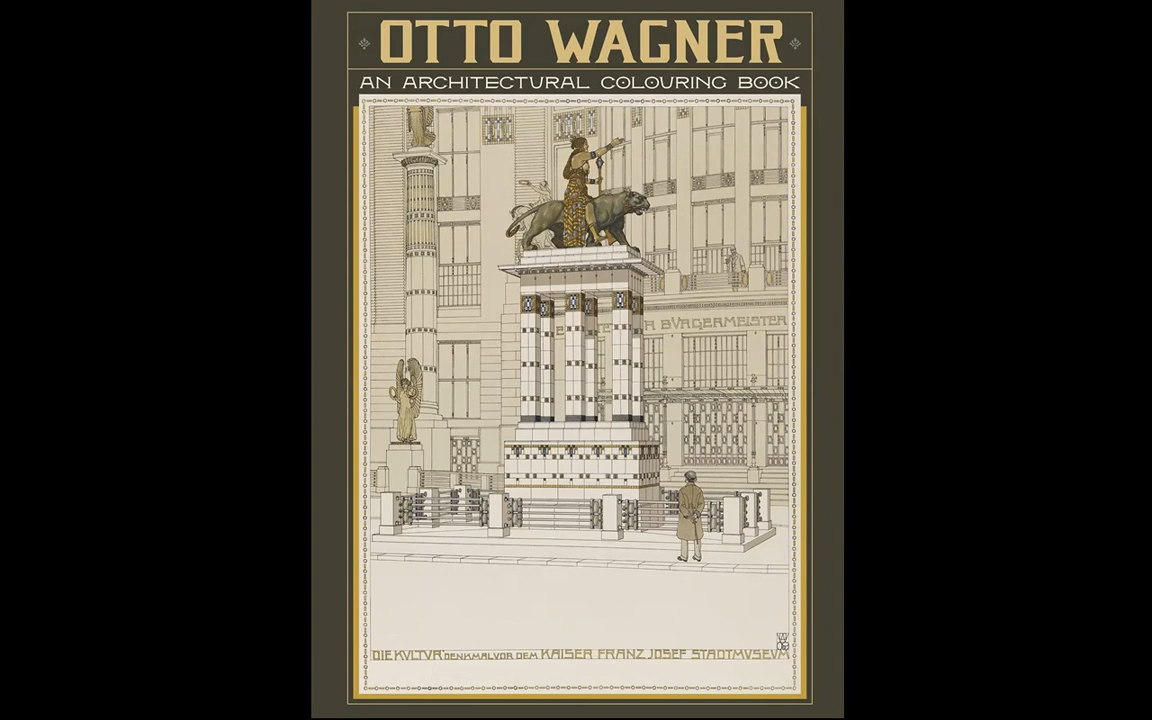 OTTO WAGNER
AN ARCHITECTURAL COLOURING BOOK
R BVRGERMEISTER
DIE KVLTVR DENKMAL VOR DEM KAISER FRANZ JOSEF STADTMVSEVM